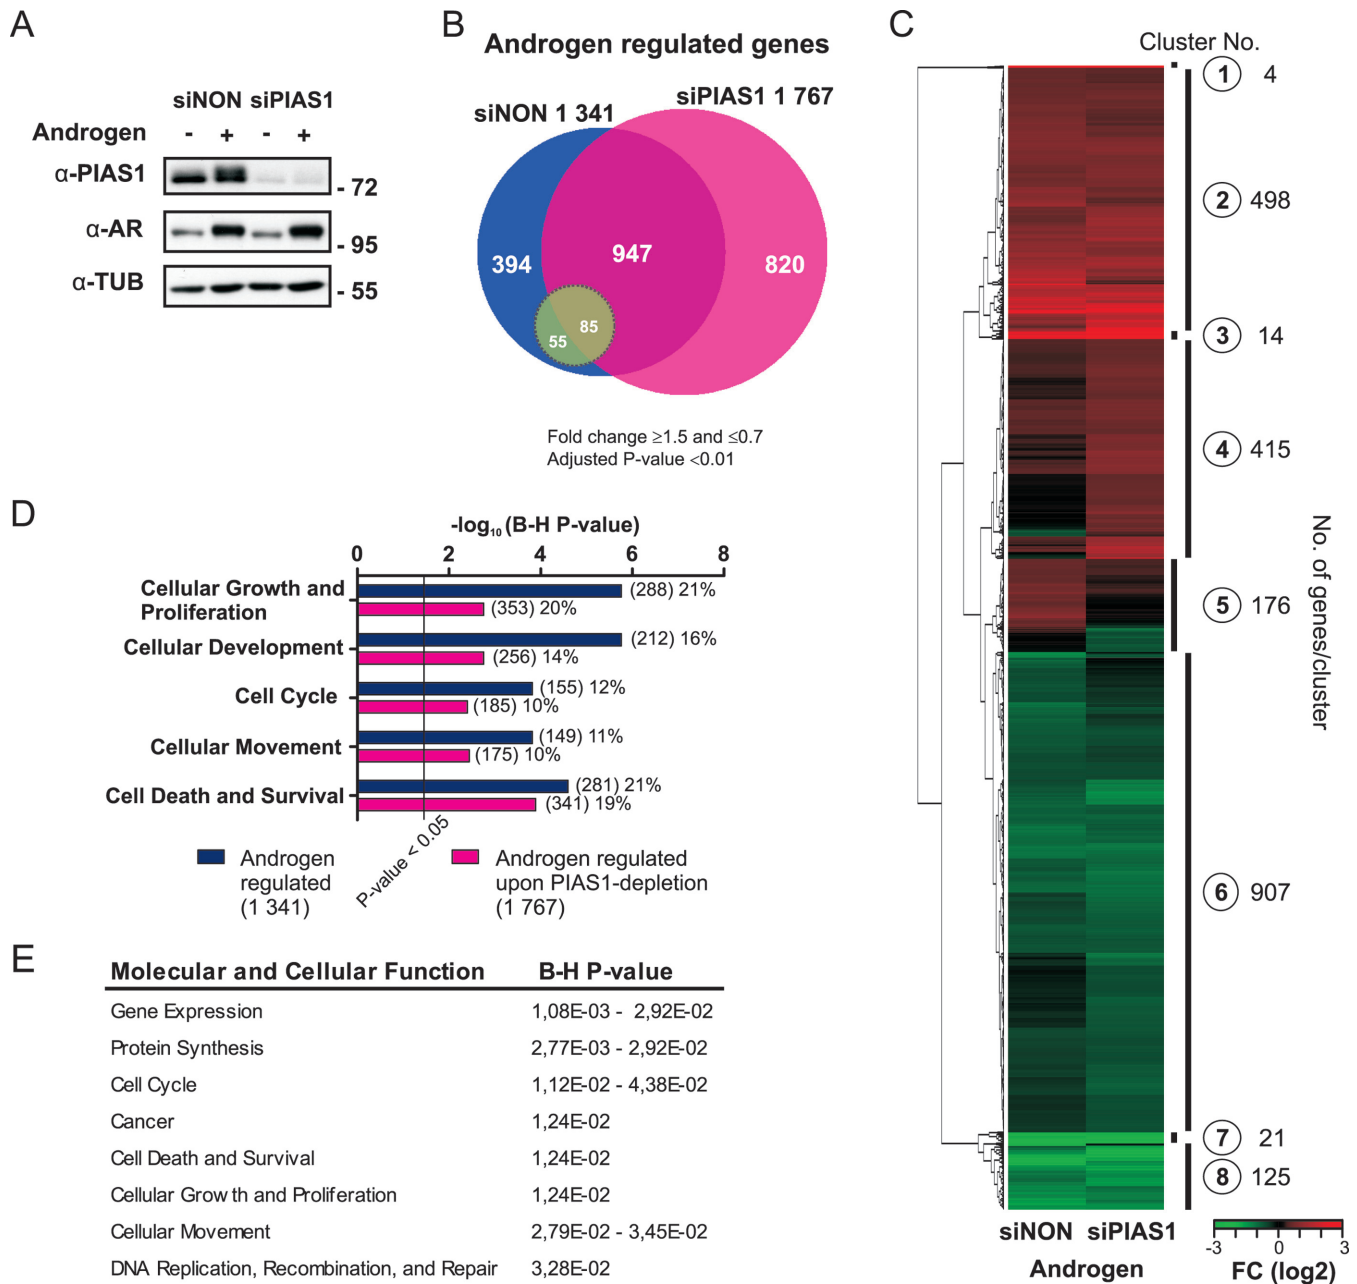 A
siNON siPIAS1
Androgen - + - +
α-PIAS1
- 72
α-AR
- 95
α-TUB
- 55
B
Androgen regulated genes
siNON 1 341
siPIAS1 1 767
394
947
820
85
55
Fold change ≥1.5 and ≤0.7
Adjusted P-value <0.01
C
Cluster No.
1 4
2 498
3 14
4 415
5 176
6 907
7 21
8 125
No. of genes/cluster
siNON siPIAS1
Androgen
-3 0 3
FC (log2)
D
-log10 (B-H P-value)
0 2 4 6 8
Cellular Growth and
Proliferation
(288) 21%
(353) 20%
Cellular Development
(212) 16%
(256) 14%
Cell Cycle
(155) 12%
(185) 10%
Cellular Movement
(149) 11%
(175) 10%
Cell Death and Survival
(281) 21%
(341) 19%
P-value < 0.05
Androgen
regulated
(1 341)
Androgen regulated
upon PIAS1-depletion
(1 767)
E
Molecular and Cellular Function B-H P-value
Gene Expression 1,08E-03 - 2,92E-02
Protein Synthesis 2,77E-03 - 2,92E-02
Cell Cycle 1,12E-02 - 4,38E-02
Cancer 1,24E-02
Cell Death and Survival 1,24E-02
Cellular Growth and Proliferation 1,24E-02
Cellular Movement 2,79E-02 - 3,45E-02
DNA Replication, Recombination, and Repair 3,28E-02